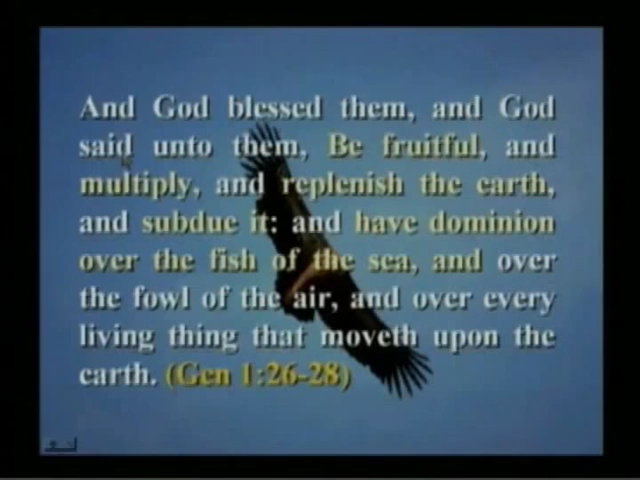 And God blessed them, and God
said unto them, Be fruitful, and
multiply, and replenish the earth,
and subdue it: and have dominion
over the fish of the sea, and over
the fowl of the air, and over every
living thing that moveth upon the
earth. (Gen 1:26-28)